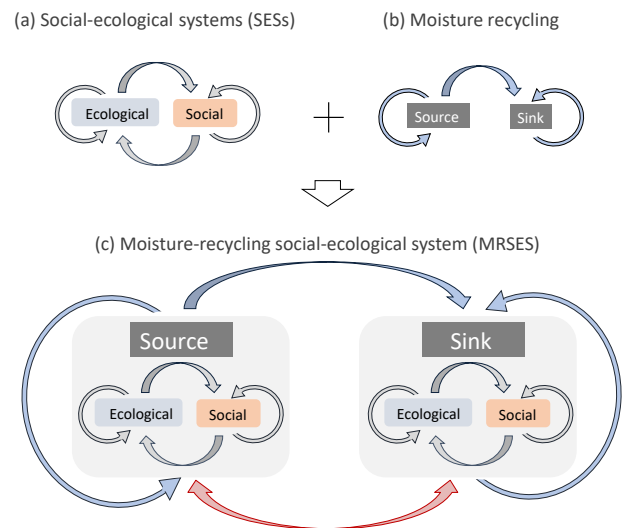 (a) Social-ecological systems (SESs)
(b) Moisture recycling
Ecological
Social
Source
Sink
(c) Moisture-recycling social-ecological system (MRSES)
Source
Sink
Ecological
Social
Ecological
Social